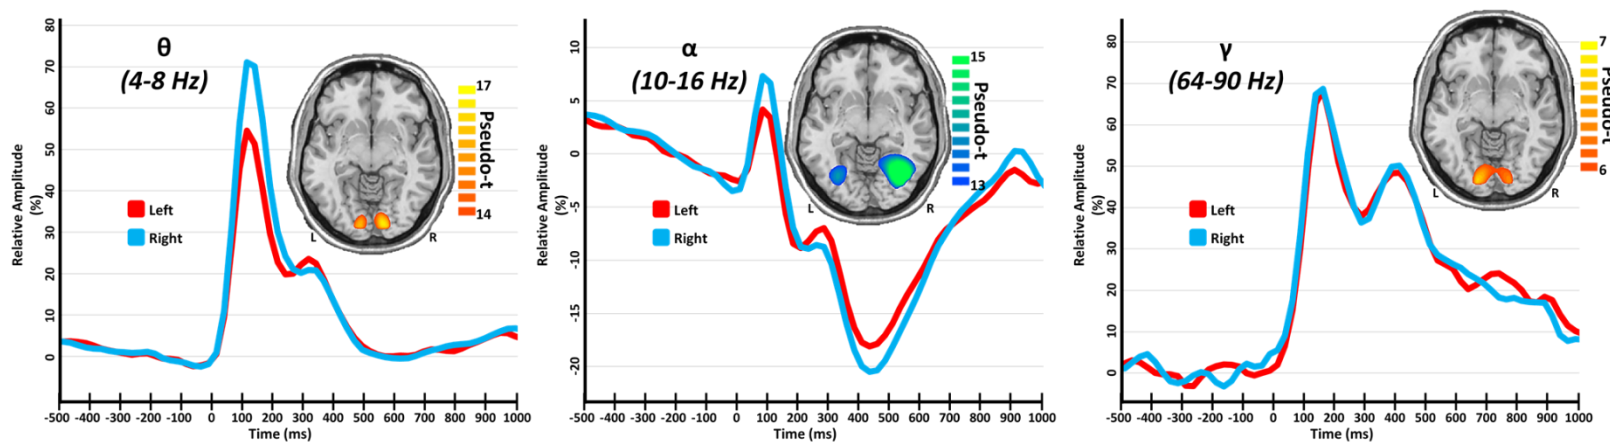 θ
(4-8 Hz)
Relative Amplitude
(%)
80
70
60
50
40
30
20
10
0
Left
Right
L
R
17
Pseudo-t
14
-500 -400 -300 -200 -100 0 100 200 300 400 500 600 700 800 900 1000
Time (ms)
α
(10-16 Hz)
Relative Amplitude
(%)
10
5
0
-5
-10
-15
-20
Left
Right
L
R
15
Pseudo-t
13
-500 -400 -300 -200 -100 0 100 200 300 400 500 600 700 800 900 1000
Time (ms)
γ
(64-90 Hz)
Relative Amplitude
(%)
80
70
60
50
40
30
20
10
0
Left
Right
L
R
7
Pseudo-t
6
-500 -400 -300 -200 -100 0 100 200 300 400 500 600 700 800 900 1000
Time (ms)